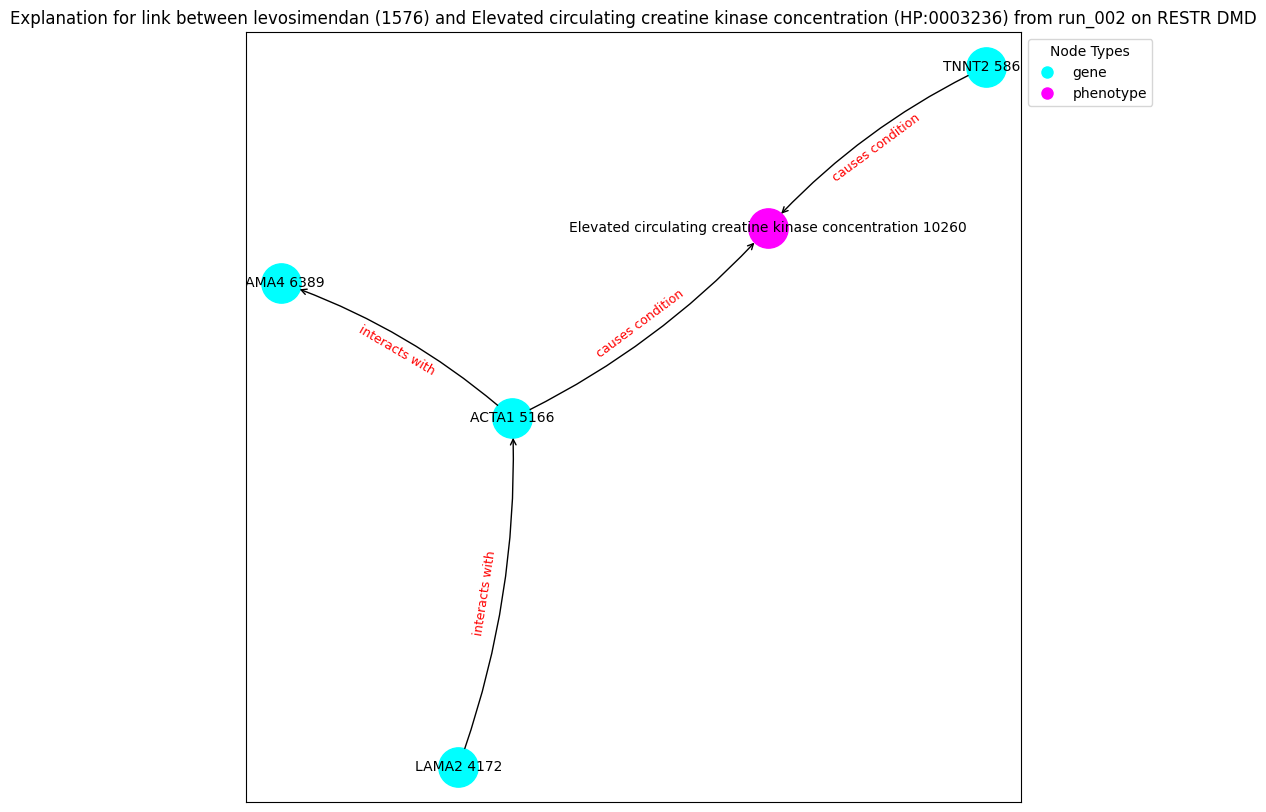 Explanation for link between levosimendan (1576) and Elevated circulating creatine kinase concentration (HP:0003236) from run_002 on RESTR DMD
Node Types
gene
phenotype
TNNT2 586
causes condition
Elevated circulating creatine kinase concentration 10260
AMA4 6389
causes condition
interacts with
ACTA1 5166
interacts with
LAMA2 4172